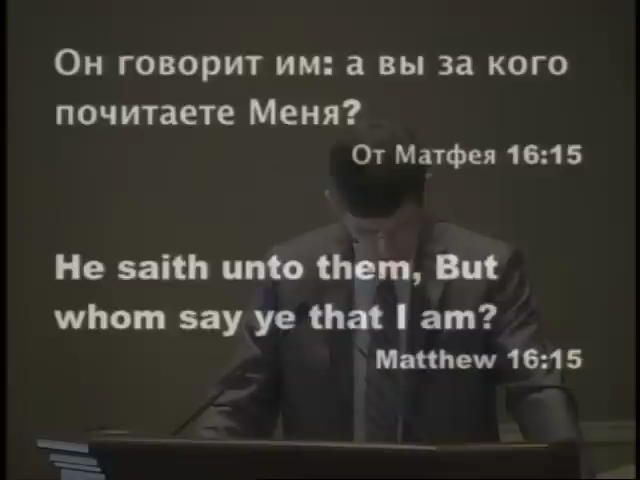 Он говорит им: а вы за кого
почитаете Меня?
От Матфея 16:15
He saith unto them, But
whom say ye that I am?
Matthew 16:15